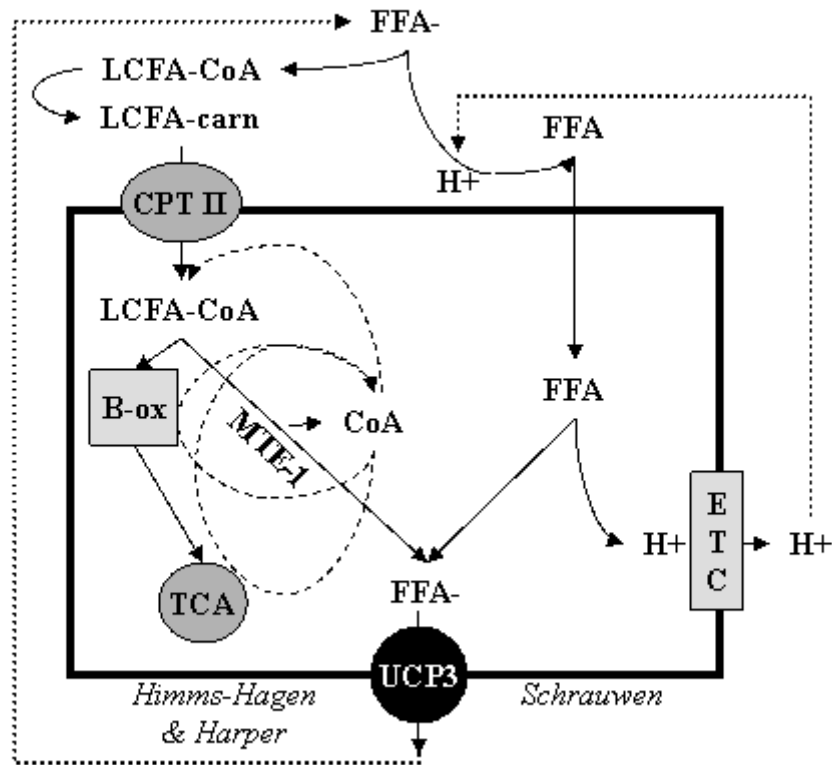 FFA-
LCFA-CoA
LCFA-carn
FFA
H+
CPT II
LCFA-CoA
B-ox
MTE-1
CoA
FFA
E
T
C
H+
H+
TCA
FFA-
UCP3
Himms-Hagen
& Harper
Schrauwen